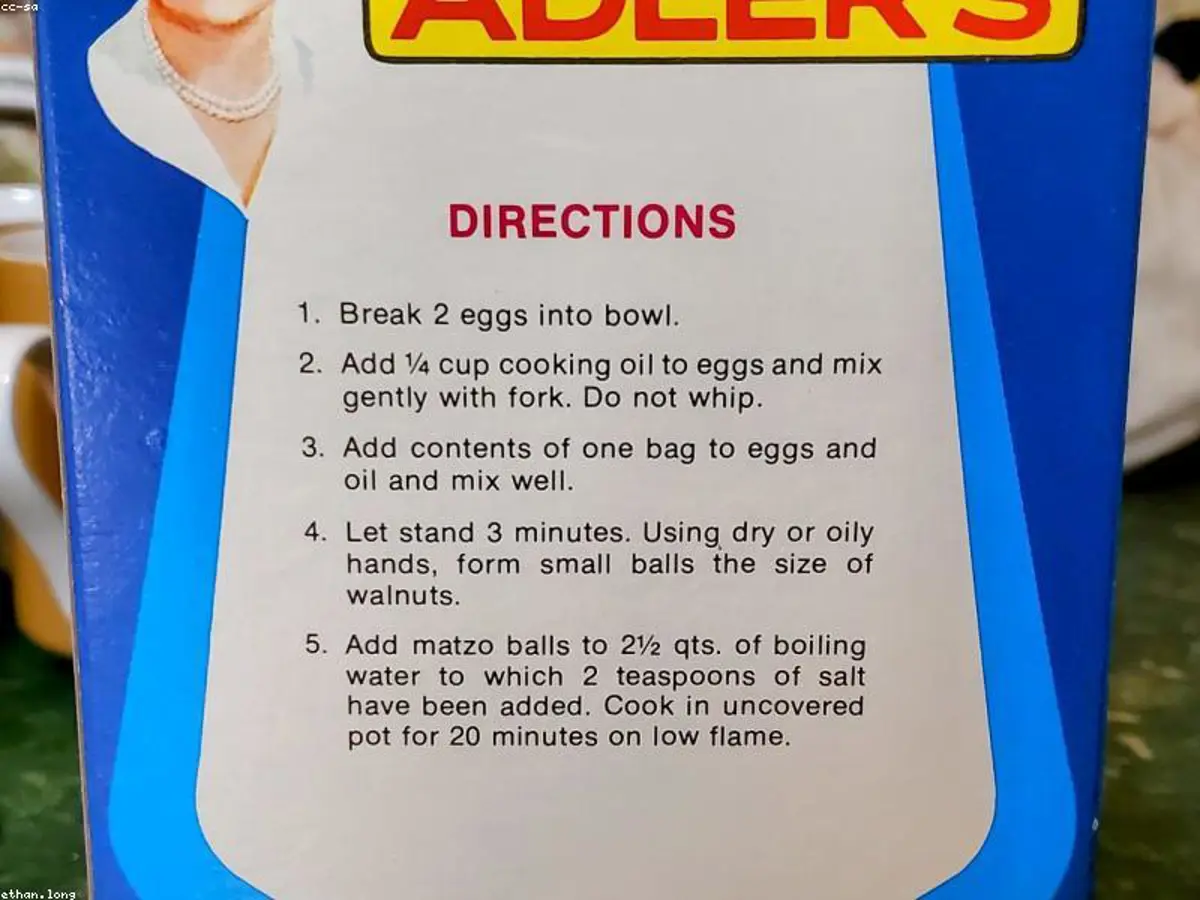 cc-sa
ADLER'S
DIRECTIONS
1. Break 2 eggs into bowl.
2. Add ¼ cup cooking oil to eggs and mix
gently with fork. Do not whip.
3. Add contents of one bag to eggs and
oil and mix well.
4. Let stand 3 minutes. Using dry or oily
hands, form small balls the size of
walnuts.
5. Add matzo balls to 2½ qts. of boiling
water to which 2 teaspoons of salt
have been added. Cook in uncovered
pot for 20 minutes on low flame.
ethan.long